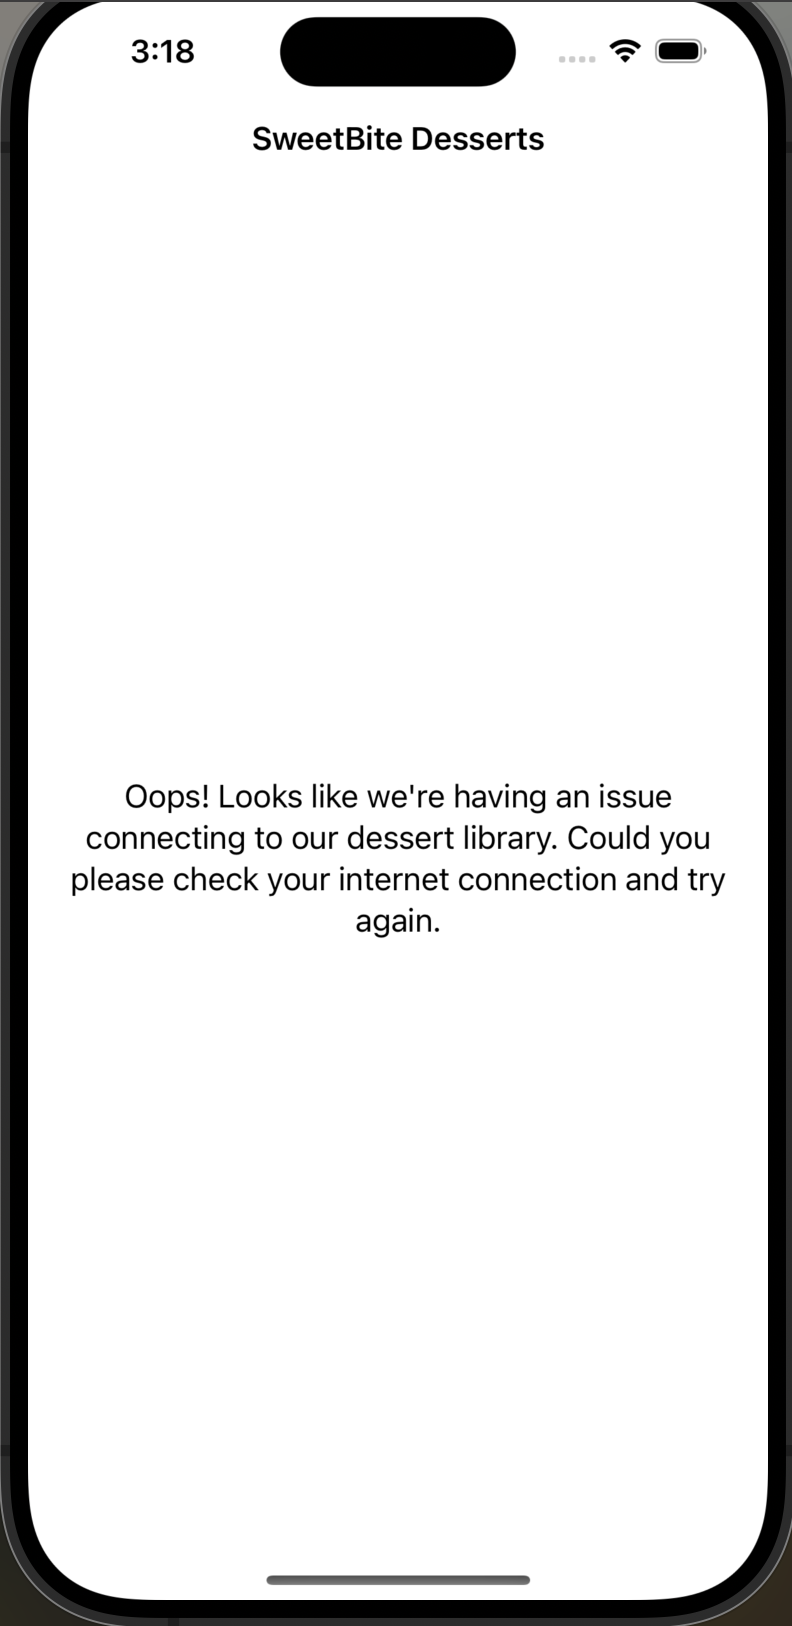 3:18
SweetBite Desserts
Oops! Looks like we're having an issue
connecting to our dessert library. Could you
please check your internet connection and try
again.